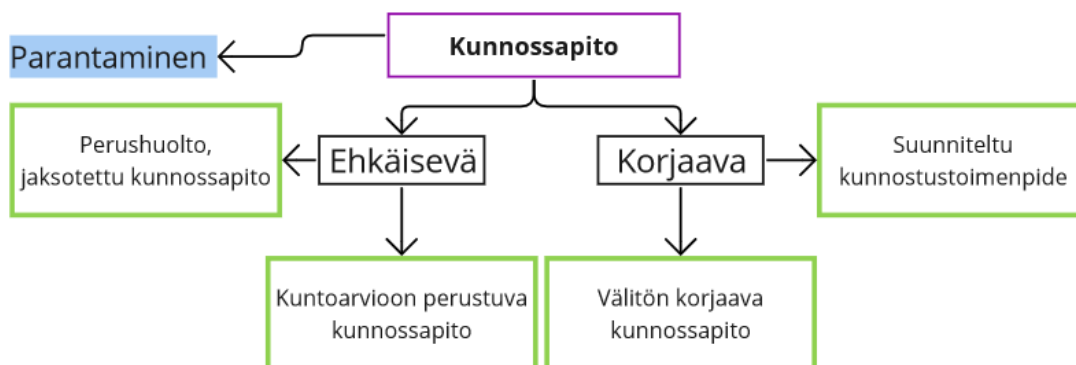 Kunnossapito
Parantaminen
Perushuolto,
jaksotettu kunnossapito
Ehkäisevä
Korjaava
Suunniteltu
kunnostustoimenpide
Kuntoarvioon perustuva
kunnossapito
Välitön korjaava
kunnossapito